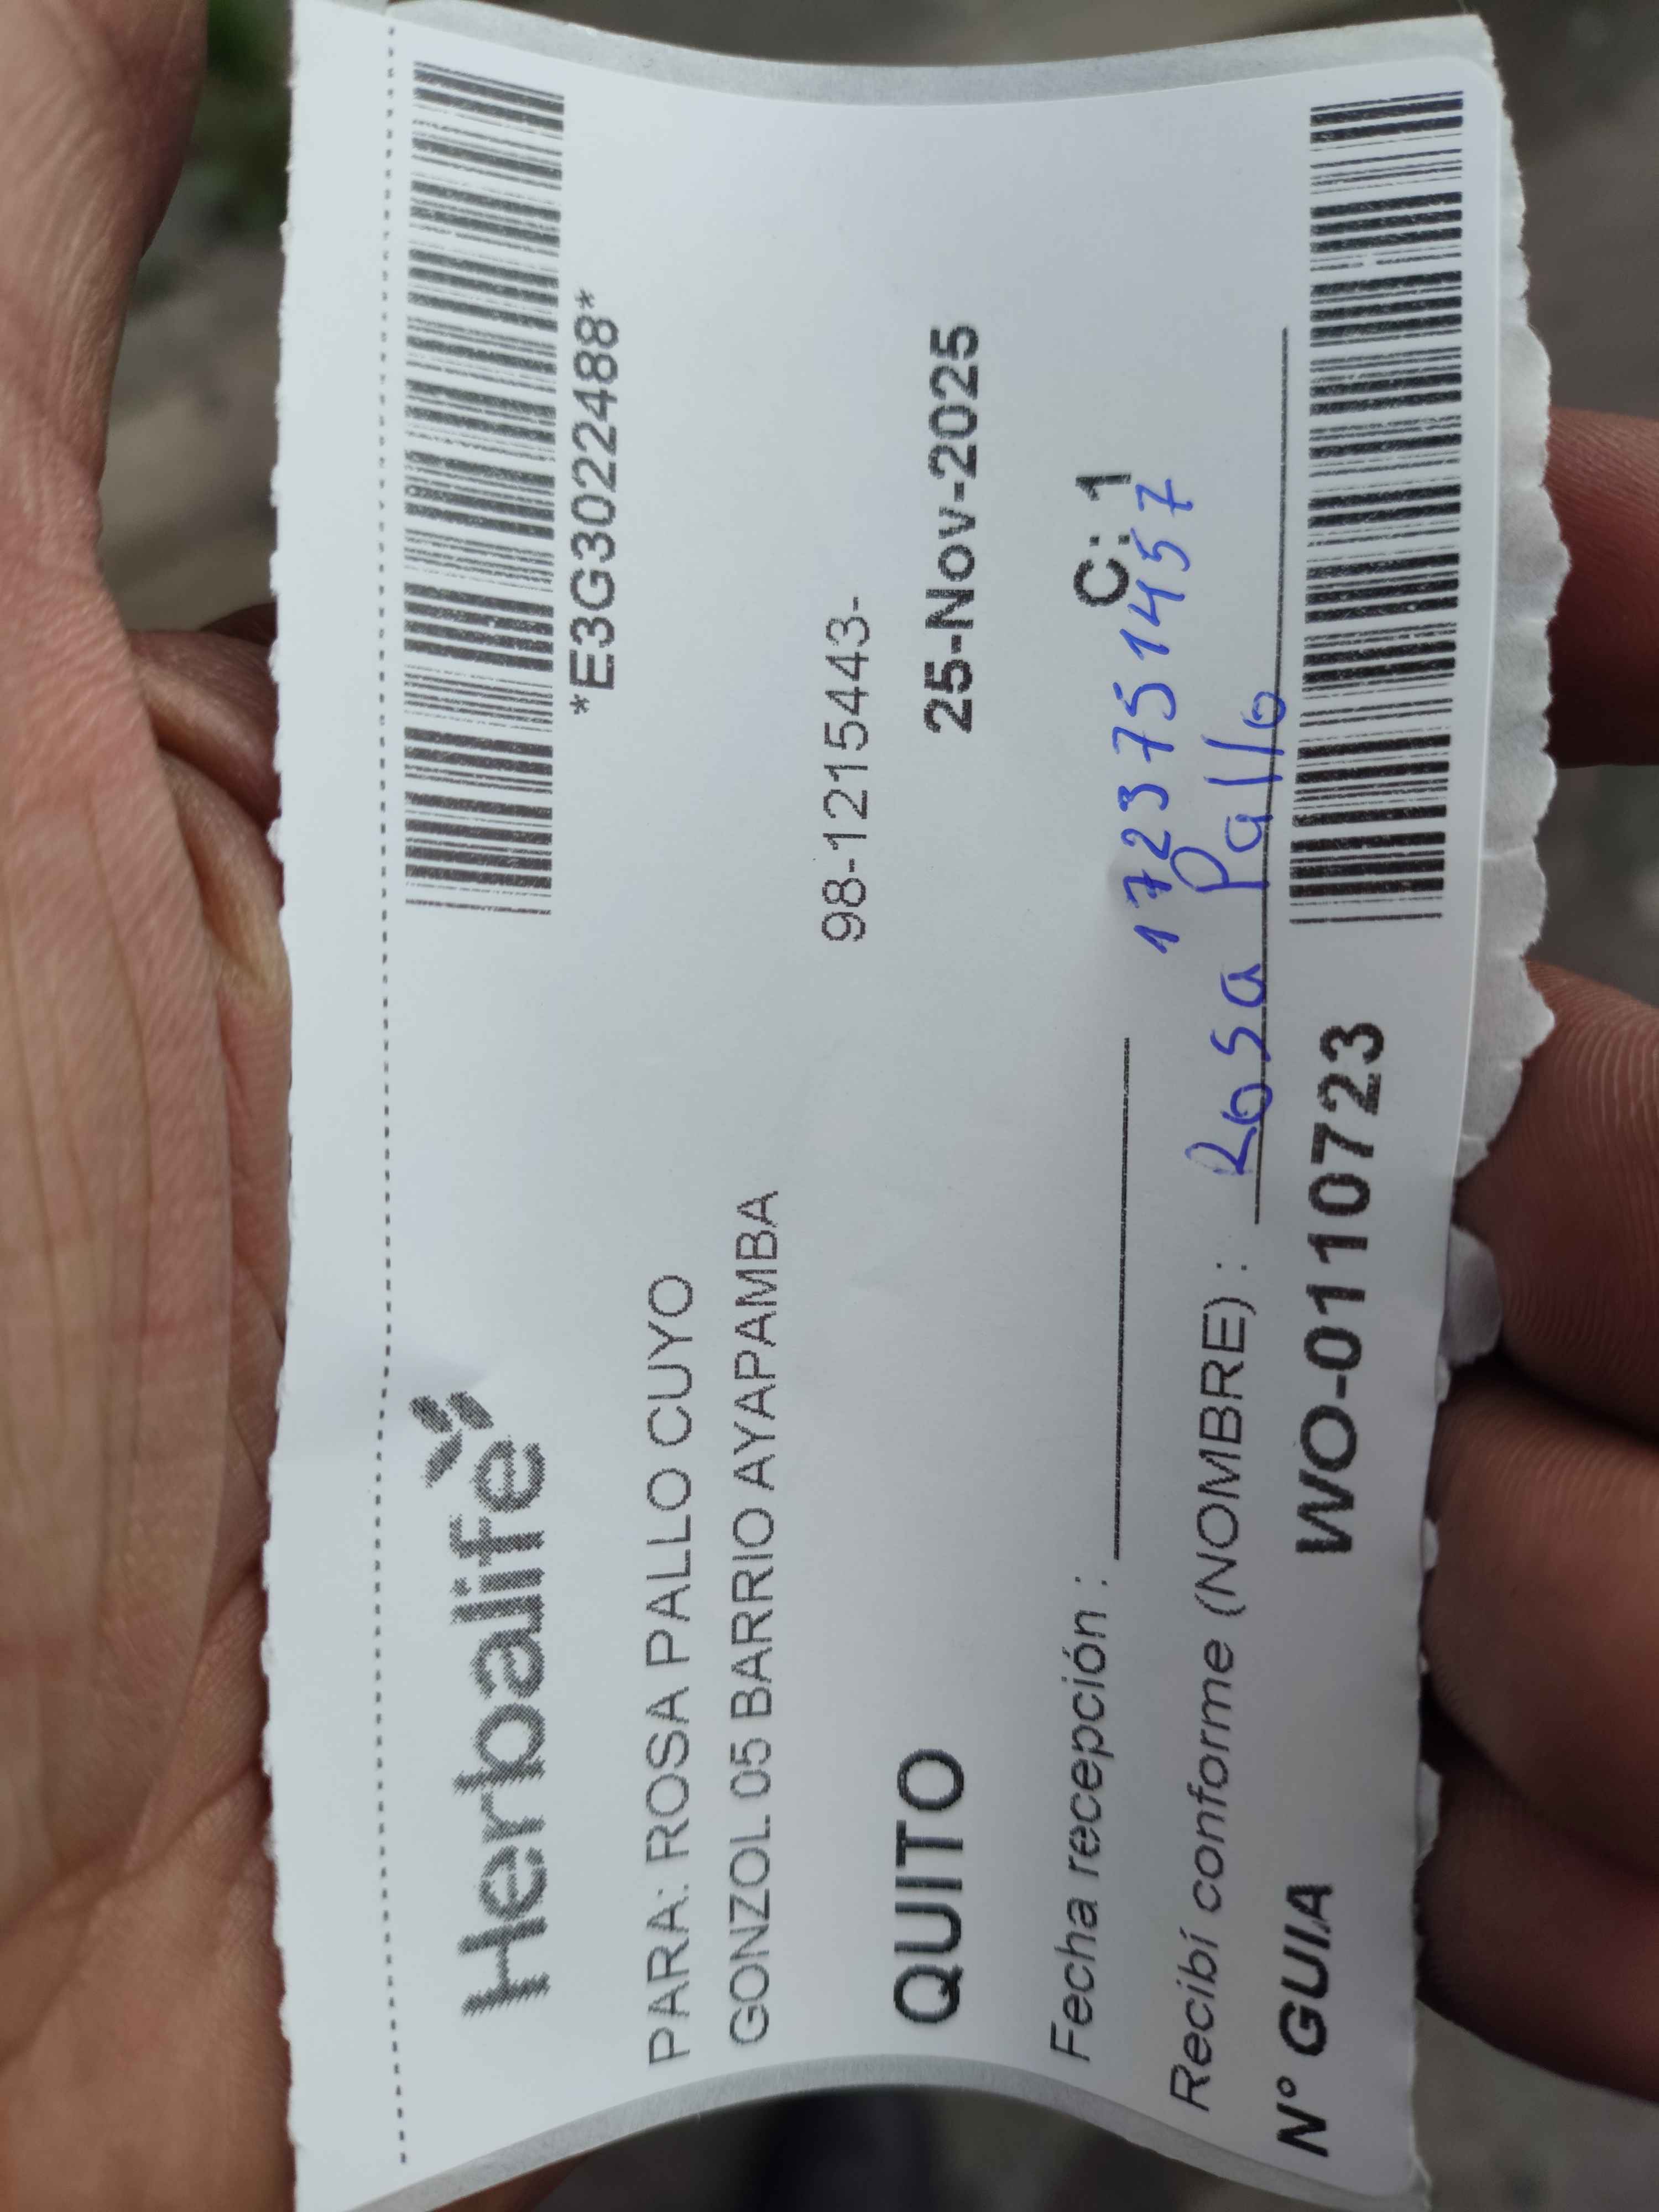 Herbalife
*E3G3022488*
PARA: ROSA PALLO CUYO
GONZOL 05 BARRIO AYAPAMBA
98-1215443-
QUITO
25-Nov-2025
Fecha recepción :
C: 1
1723751457
Recibí conforme (NOMBRE) : Rosa Pallo
N° GUIA WO-0110723